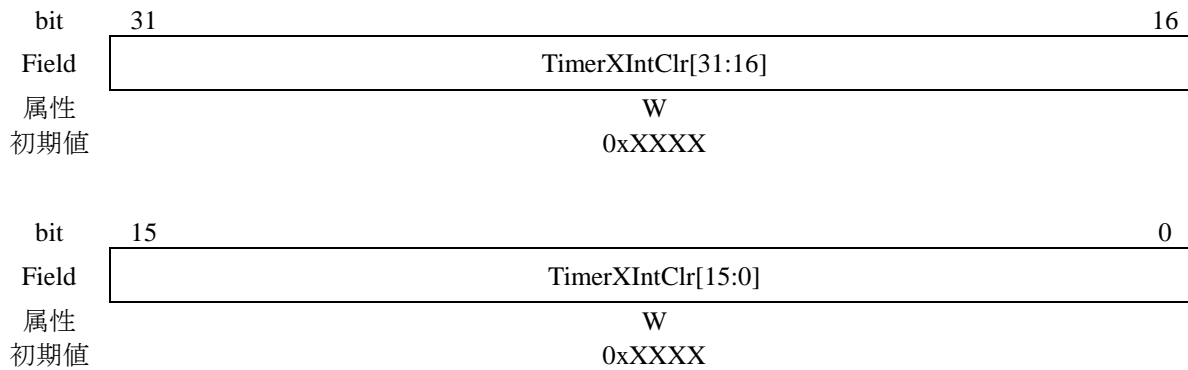 bit 31 16
Field TimerXIntClr[31:16]
属性 W
初期値 0xXXXX
bit 15 0
Field TimerXIntClr[15:0]
属性 W
初期値 0xXXXX